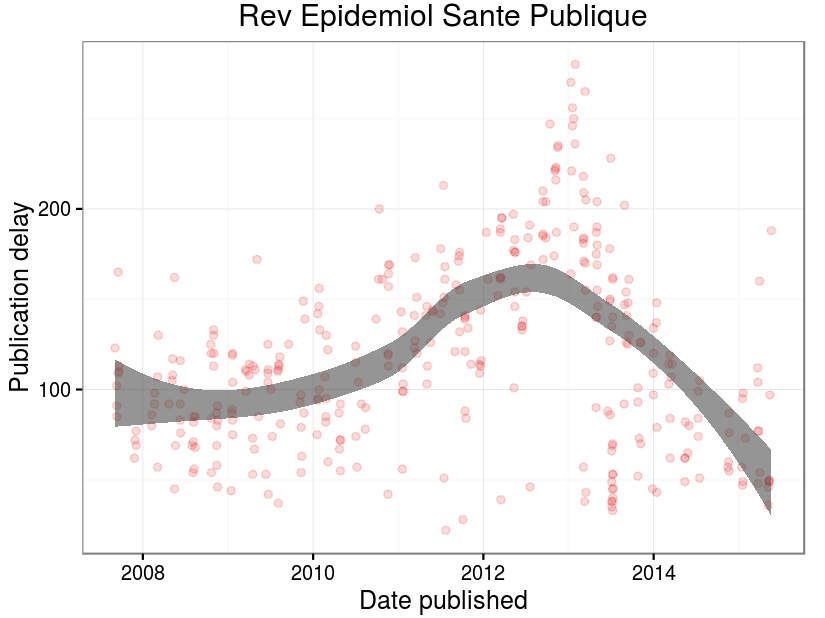 Rev Epidemiol Sante Publique
Publication delay
200
100
2008 2010 2012 2014
Date published